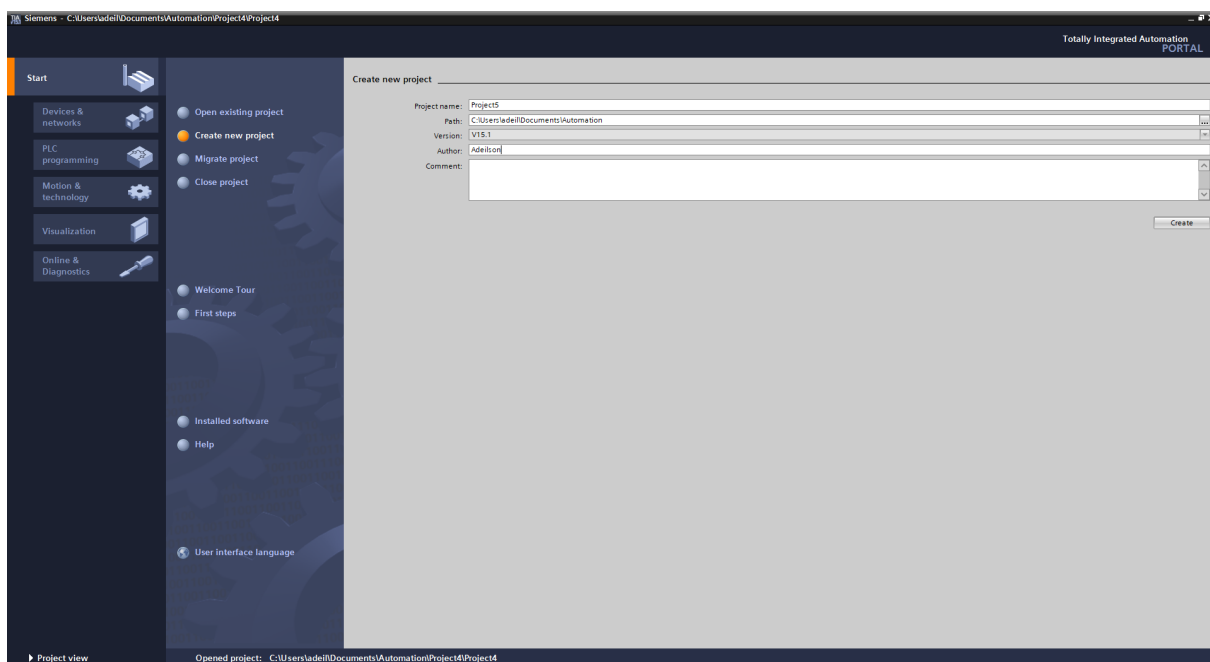 Siemens - C:\Users\adeil\Documents\Automation\Project4\Project4
Totally Integrated Automation
PORTAL
Start
Devices &
networks
PLC
programming
Motion &
technology
Visualization
Online &
Diagnostics
Open existing project
Create new project
Migrate project
Close project
Welcome Tour
First steps
Installed software
Help
User interface language
Create new project
Project name: Project5
Path: C:\Users\adeil\Documents\Automation
...
Version: V15.1
Author: Adeilson
Comment:
Create
Project view
Opened project: C:\Users\adeil\Documents\Automation\Project4\Project4